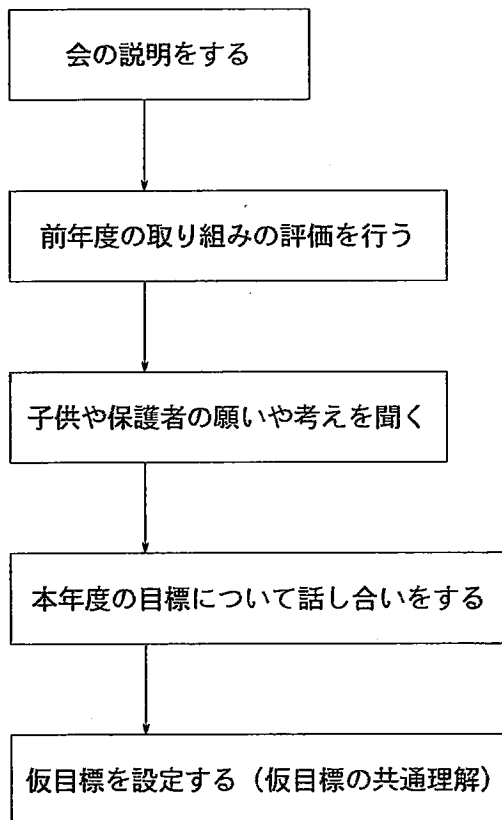 会の説明をする
前年度の取り組みの評価を行う
子供や保護者の願いや考えを聞く
本年度の目標について話し合いをする
仮目標を設定する（仮目標の共通理解）